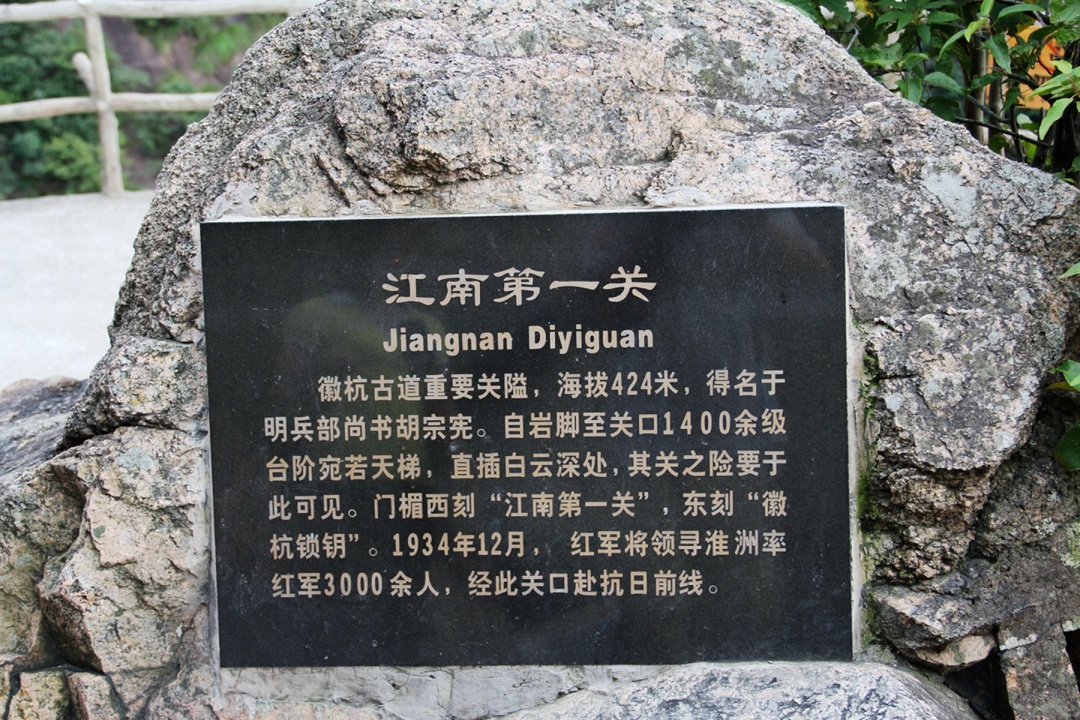 江南第一关
Jiangnan Diyiguan
徽杭古道重要关隘，海拔424米，得名于
明兵部尚书胡宗宪。自岩脚至关口1400余级
台阶宛若天梯，直插白云深处，其关之险要于
此可见。门楣西刻“江南第一关”，东刻“徽
杭锁钥”。1934年12月， 红军将领寻淮洲率
红军3000余人，经此关口赴抗日前线。